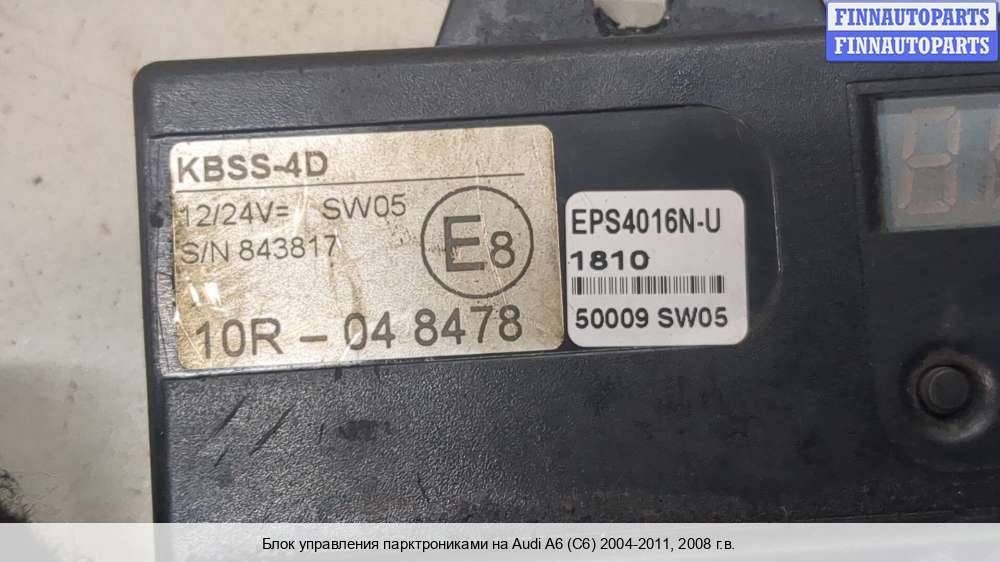 FINNAUTOPARTS
FINNAUTOPARTS
KBSS-4D
12/24V= SW05
S/N 843817
E8
10R – 04 8478
EPS4016N-U
1810
50009 SW05
Блок управления парктрониками на Audi A6 (C6) 2004-2011, 2008 г.в.